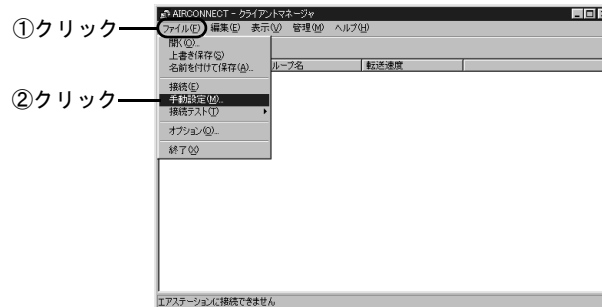 AIRCONNECT - クライアントマネージャ
①クリック
ファイル(F) 編集(E) 表示(V) 管理(M) ヘルプ(H)
開く(O)...
上書き保存(S)
名前を付けて保存(A)...
ループ名 転送速度
接続(E)
②クリック
手動設定(M)...
接続テスト(T)
オプション(O)...
終了(X)
エアステーションに接続できません